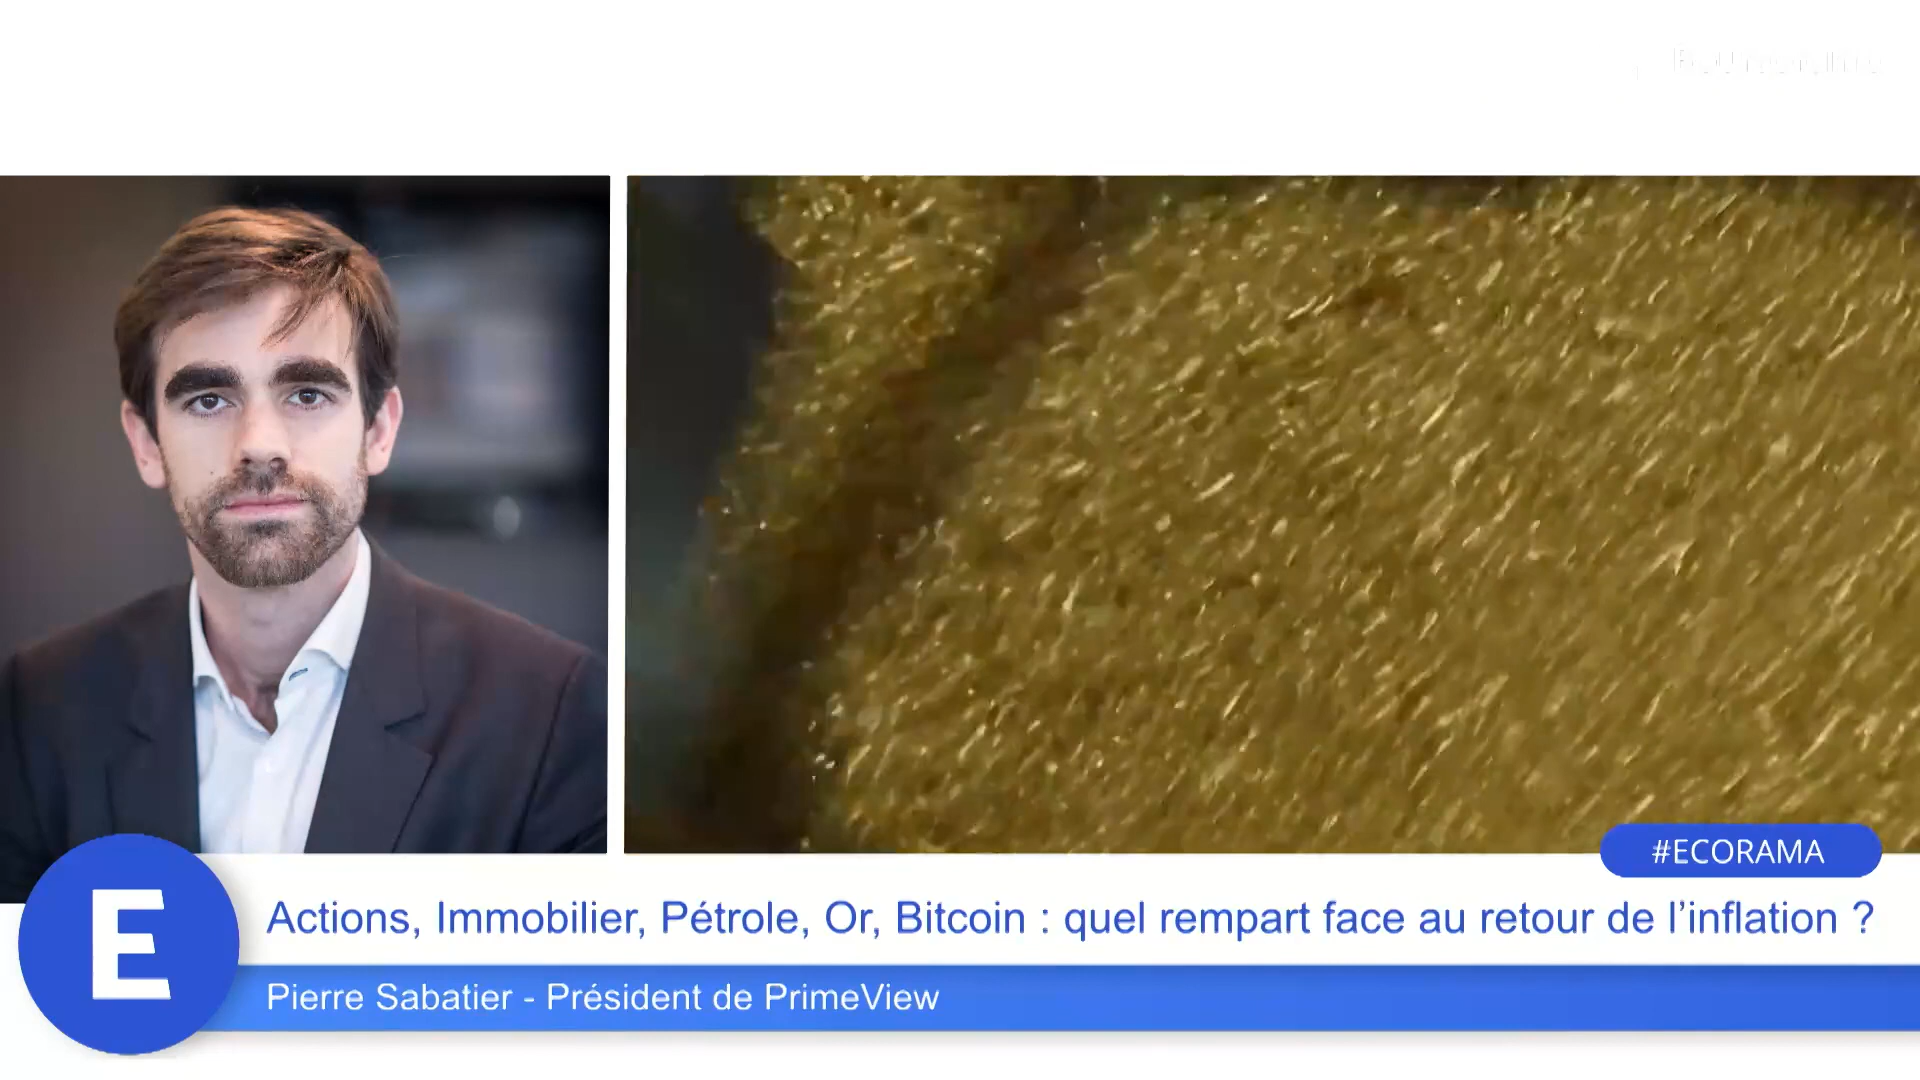 #ECORAMA
E
Actions, Immobilier, Pétrole, Or, Bitcoin : quel rempart face au retour de l’inflation ?
Pierre Sabatier - Président de PrimeView